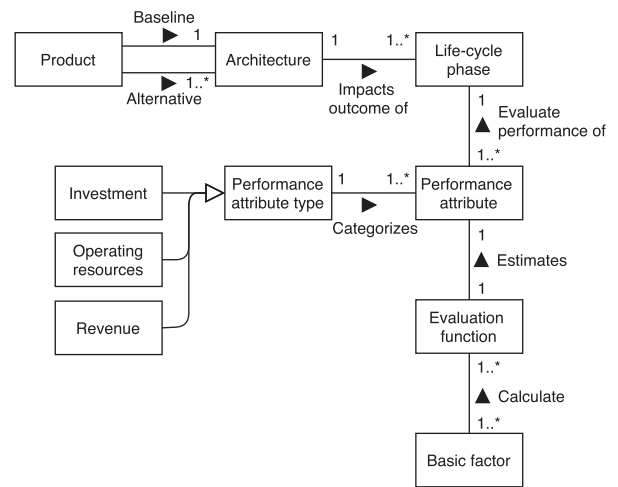 Baseline
1
Product
Architecture
1
1..*
Life-cycle
phase
1..*
Alternative
Impacts
outcome of
1
Evaluate
performance of
1..*
Investment
Performance
attribute type
1
1..*
Performance
attribute
Categorizes
Operating
resources
1
Estimates
1
Revenue
Evaluation
function
1..*
Calculate
1..*
Basic factor